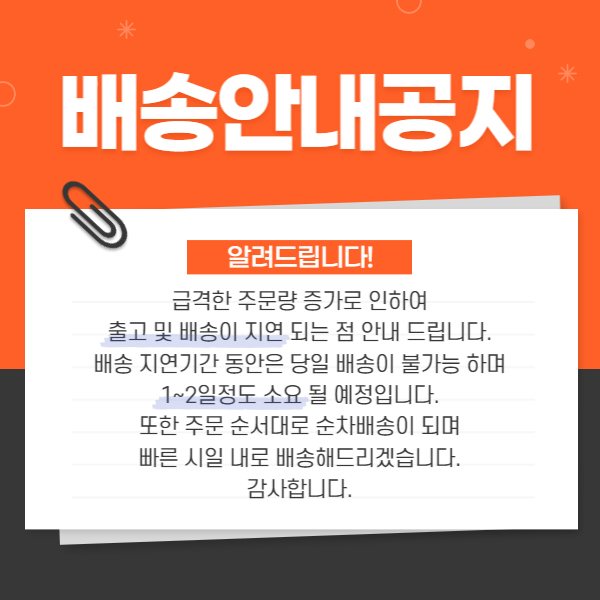 배송안내공지
알려드립니다!
급격한 주문량 증가로 인하여
출고 및 배송이 지연 되는 점 안내 드립니다.
배송 지연기간 동안은 당일 배송이 불가능 하며
1~2일정도 소요 될 예정입니다.
또한 주문 순서대로 순차배송이 되며
빠른 시일 내로 배송해드리겠습니다.
감사합니다.